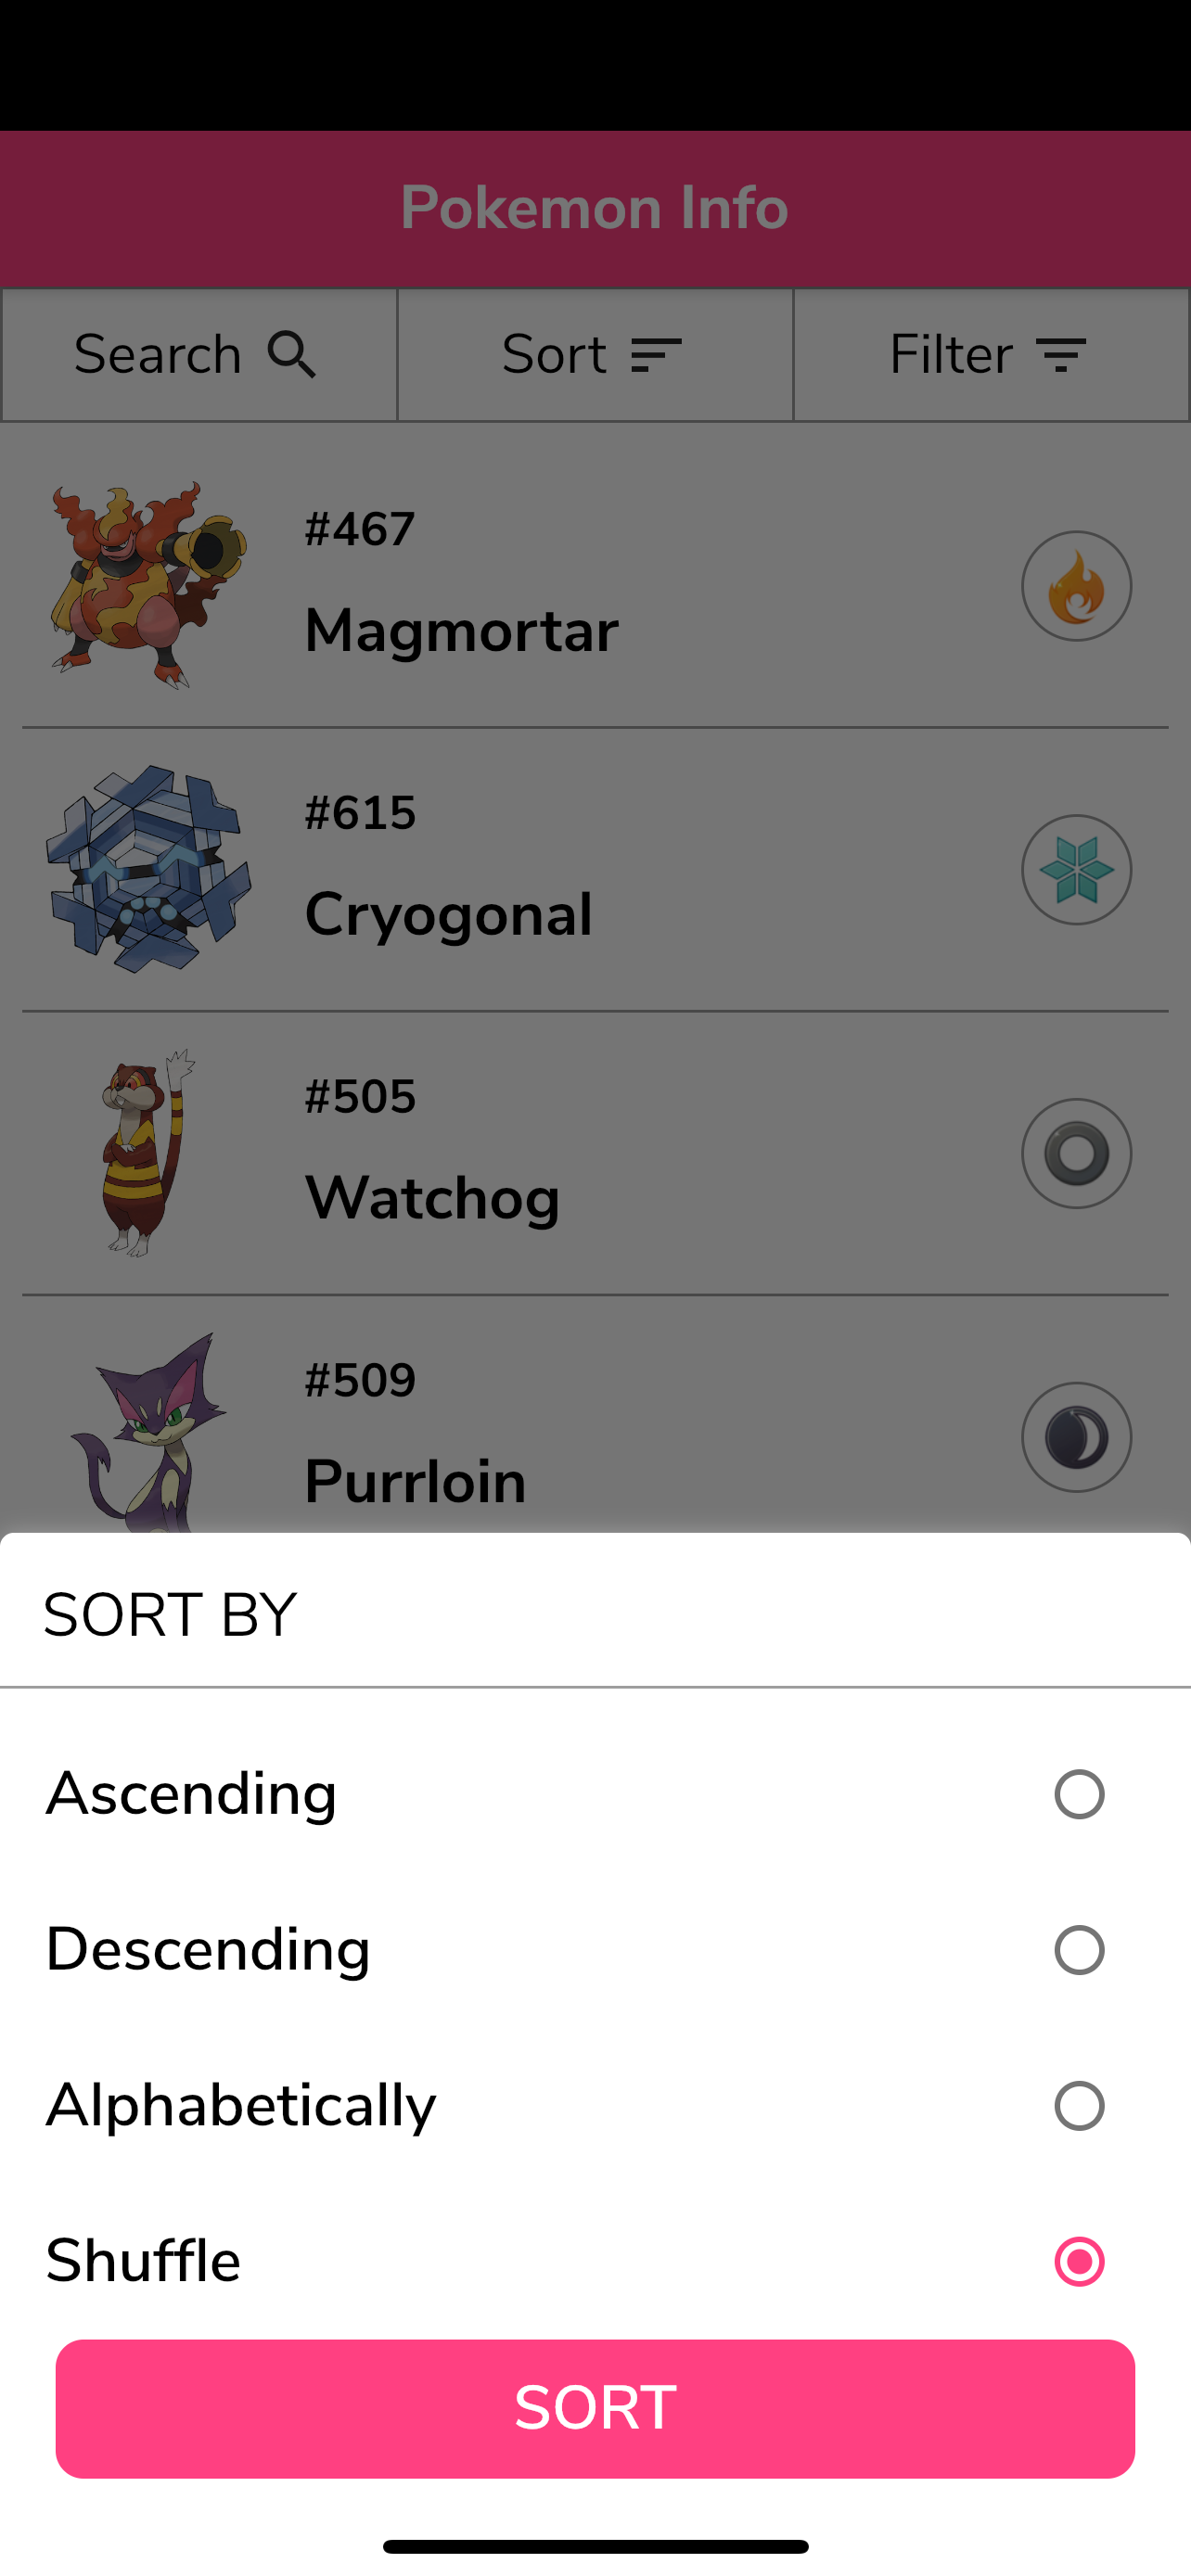 Pokemon Info
Search
Sort
Filter
#467
Magmortar
#615
Cryogonal
#505
Watchog
#509
Purrloin
SORT BY
Ascending
Descending
Alphabetically
Shuffle
SORT